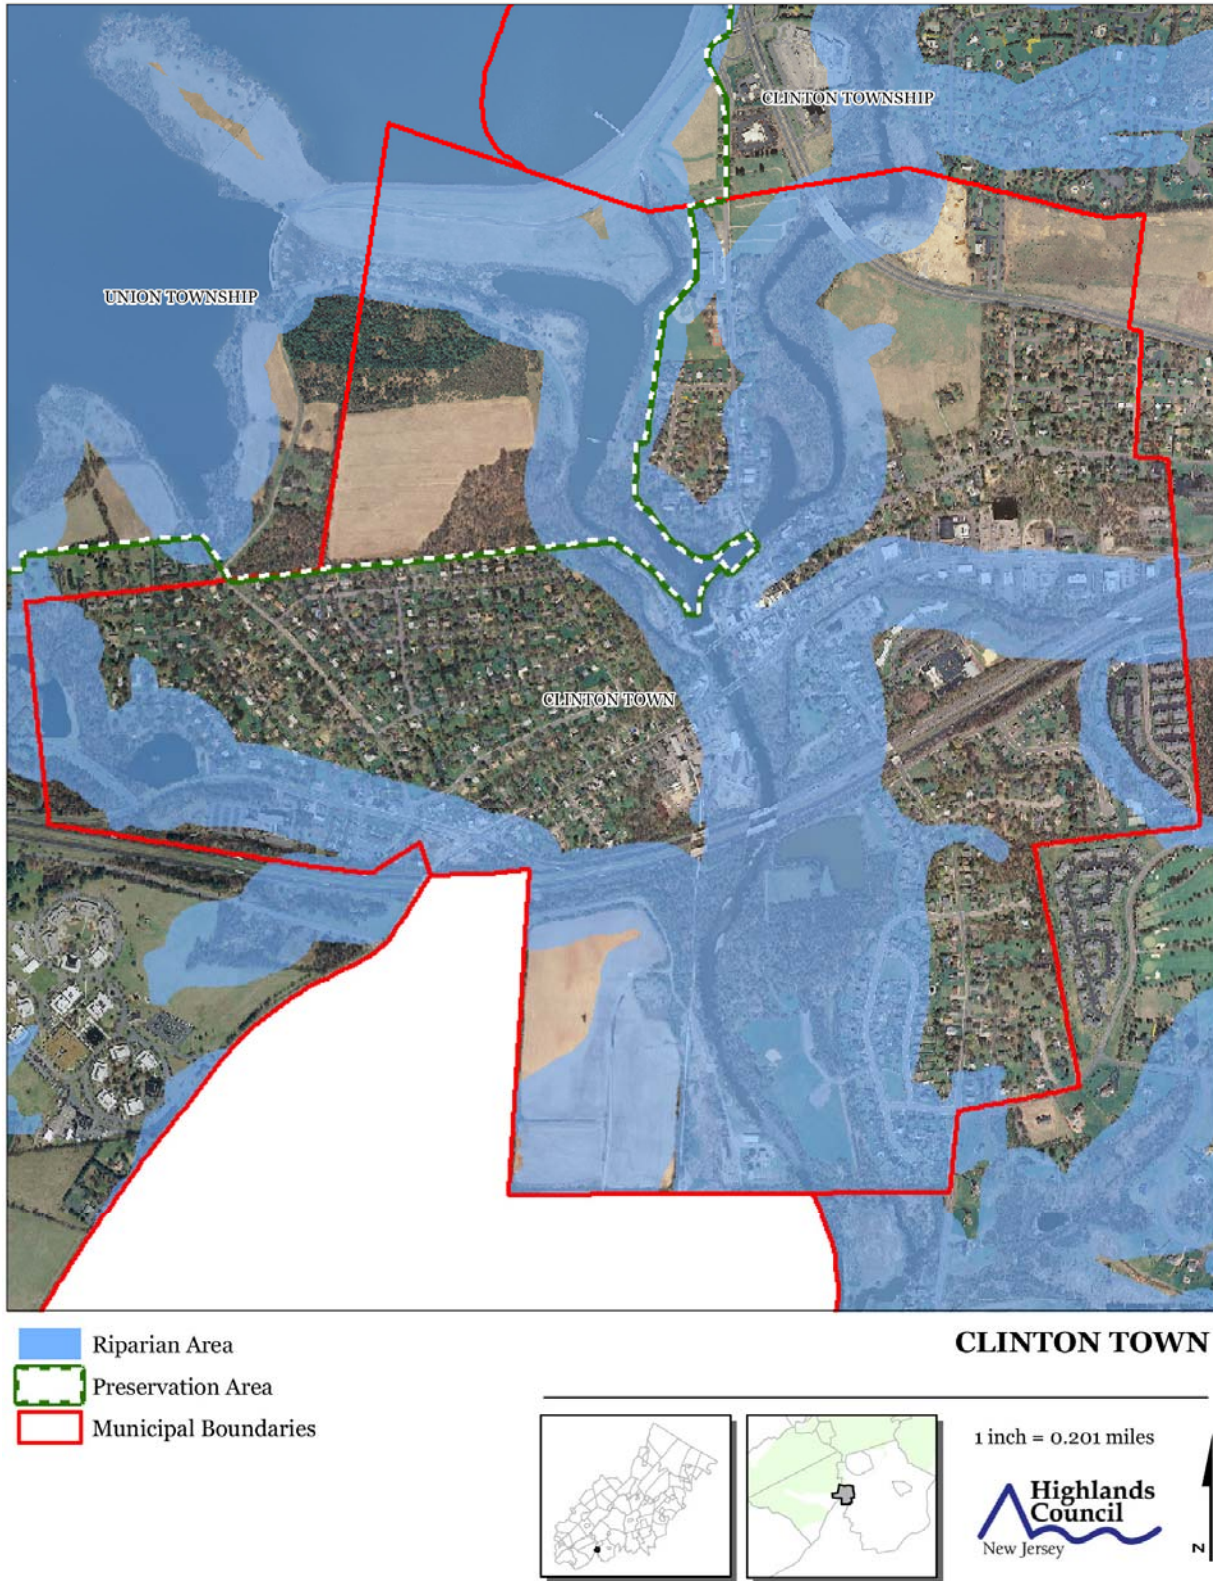 CLINTON TOWNSHIP
UNION TOWNSHIP
CLINTON TOWN
Riparian Area
Preservation Area
Municipal Boundaries
CLINTON TOWN
1 inch = 0.201 miles
Highlands
Council
New Jersey
N